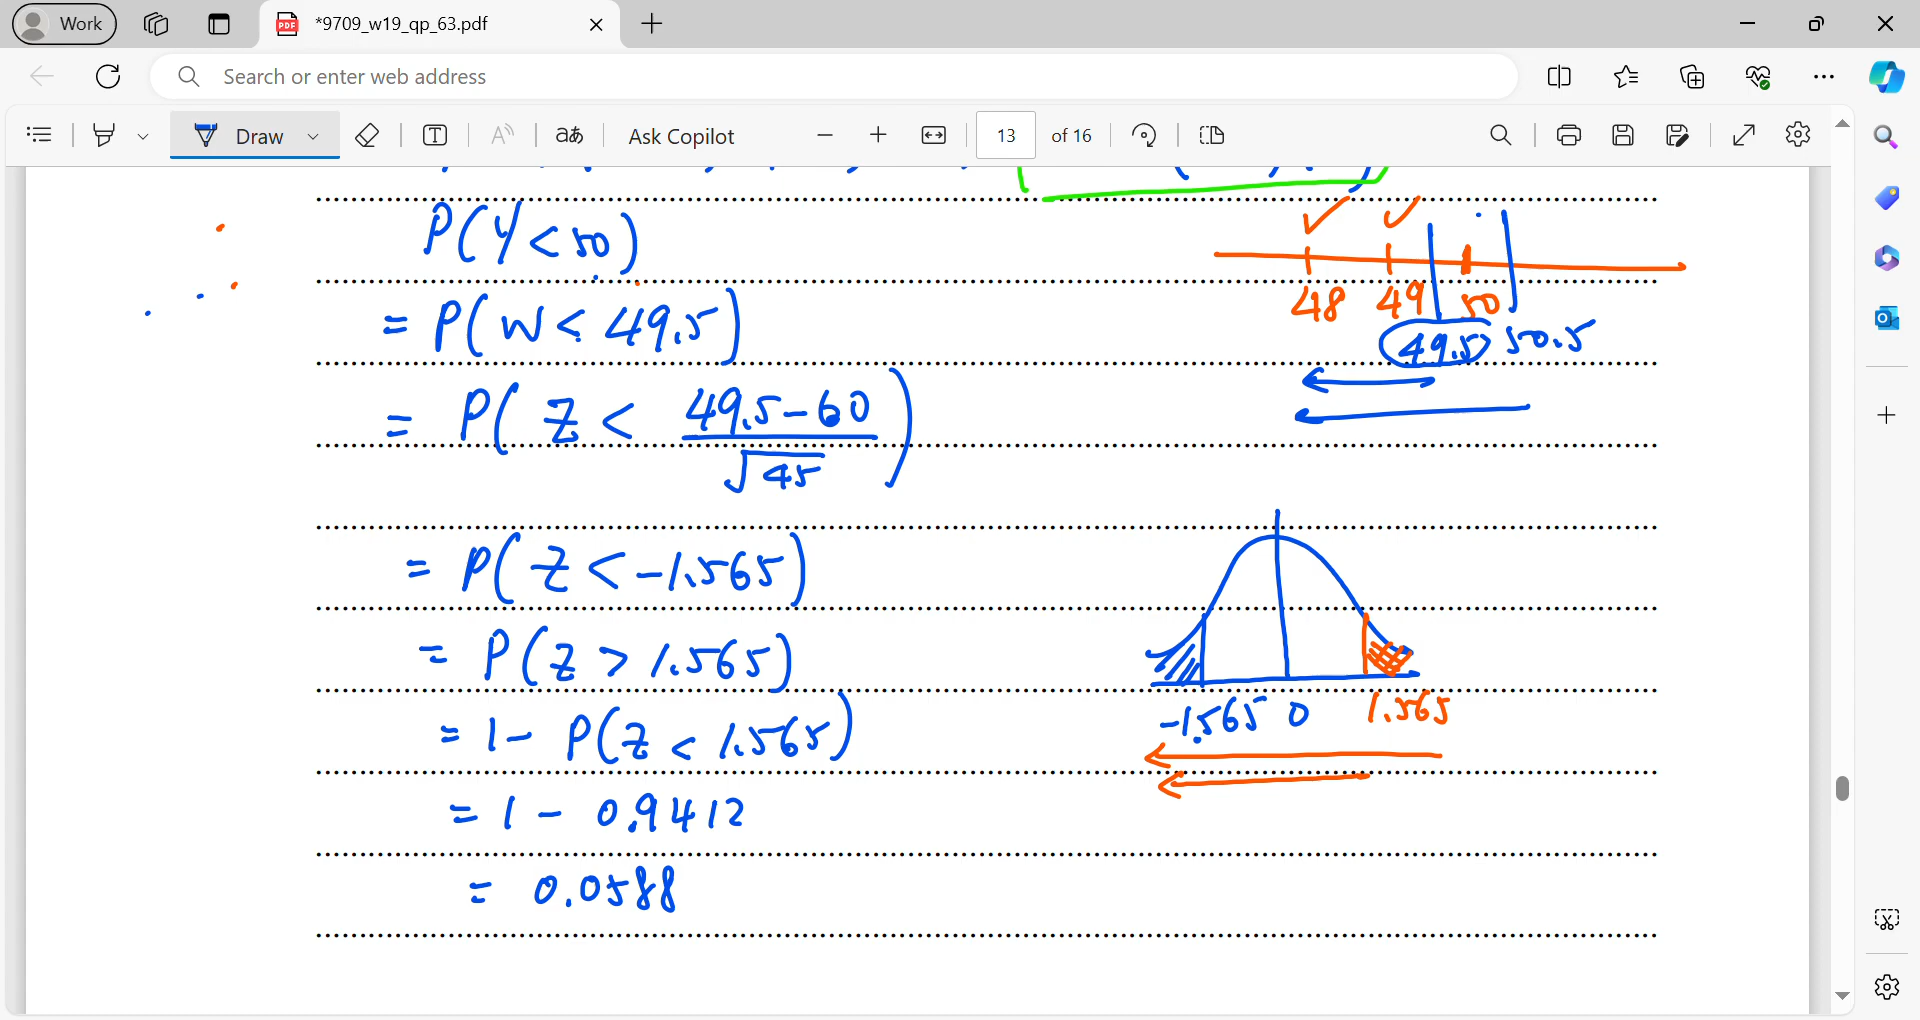 Work
*9709_w19_qp_63.pdf
Search or enter web address
Draw
aあ
Ask Copilot
13 of 16
P(Y < 50)
= P(W < 49.5)
= P( Z < 49.5-60 / √45 )
= P( Z < -1.565)
= P( Z > 1.565)
= 1 - P(Z < 1.565)
= 1 - 0.9412
= 0.0588
48 49 50
49.5 50.5
-1.565 0 1.565